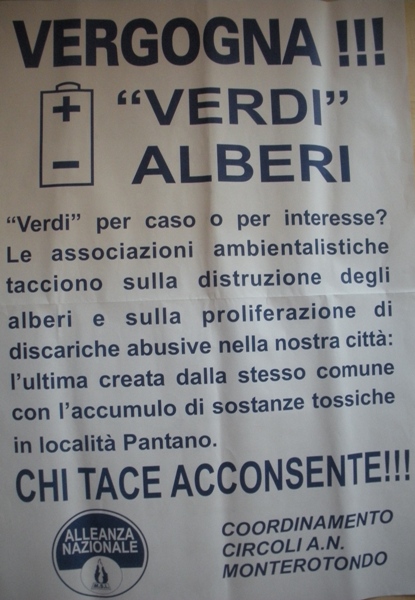 VERGOGNA !!!
+ “VERDI”
– ALBERI
“Verdi” per caso o per interesse?
Le associazioni ambientalistiche
tacciono sulla distruzione degli
alberi e sulla proliferazione di
discariche abusive nella nostra città:
l’ultima creata dalla stesso comune
con l’accumulo di sostanze tossiche
in località Pantano.
CHI TACE ACCONSENTE!!!
ALLEANZA
NAZIONALE
COORDINAMENTO
CIRCOLI A.N.
MONTEROTONDO